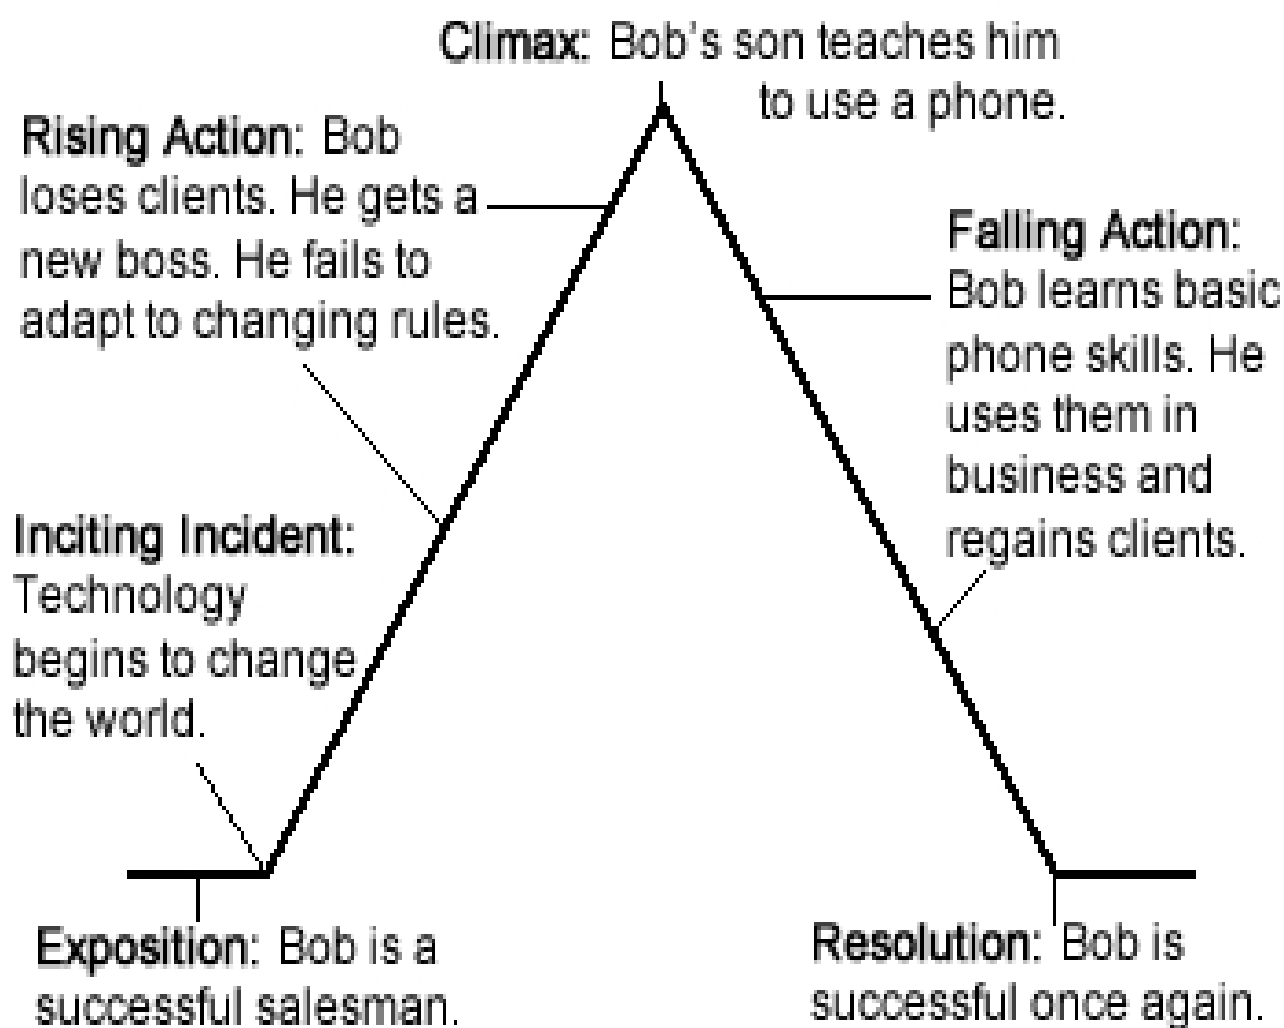 Climax: Bob's son teaches him
to use a phone.
Rising Action: Bob
loses clients. He gets a
new boss. He fails to
adapt to changing rules.
Falling Action:
Bob learns basic
phone skills. He
uses them in
business and
regains clients.
Inciting Incident:
Technology
begins to change
the world.
Exposition: Bob is a
successful salesman.
Resolution: Bob is
successful once again.